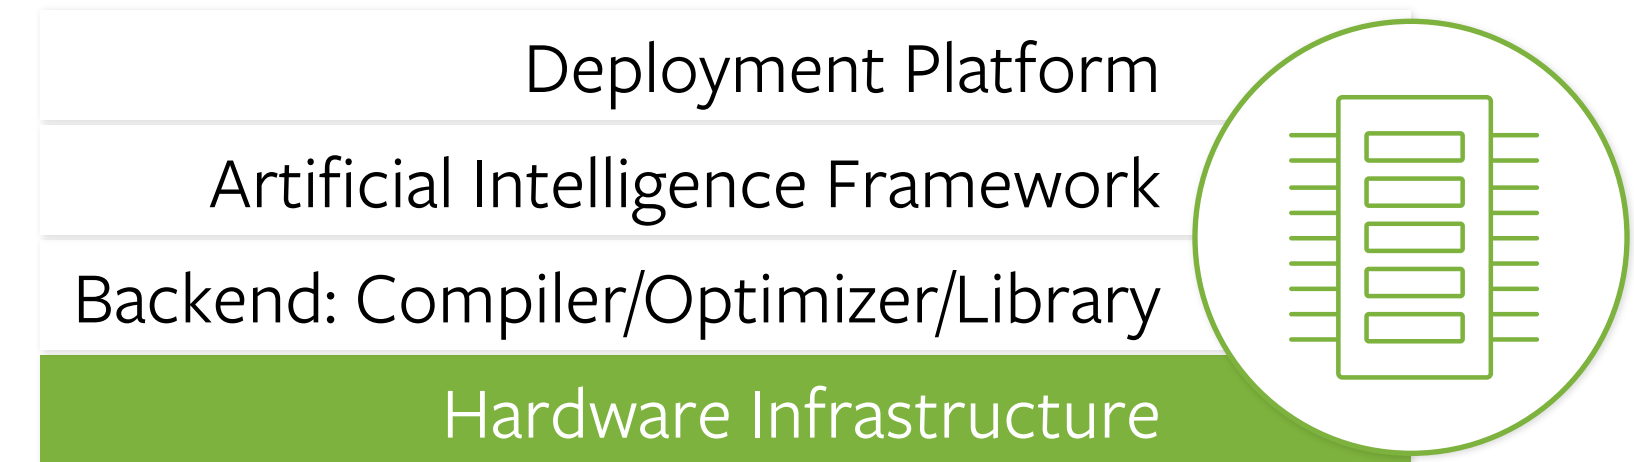 Deployment Platform
Artificial Intelligence Framework
Backend: Compiler/Optimizer/Library
Hardware Infrastructure